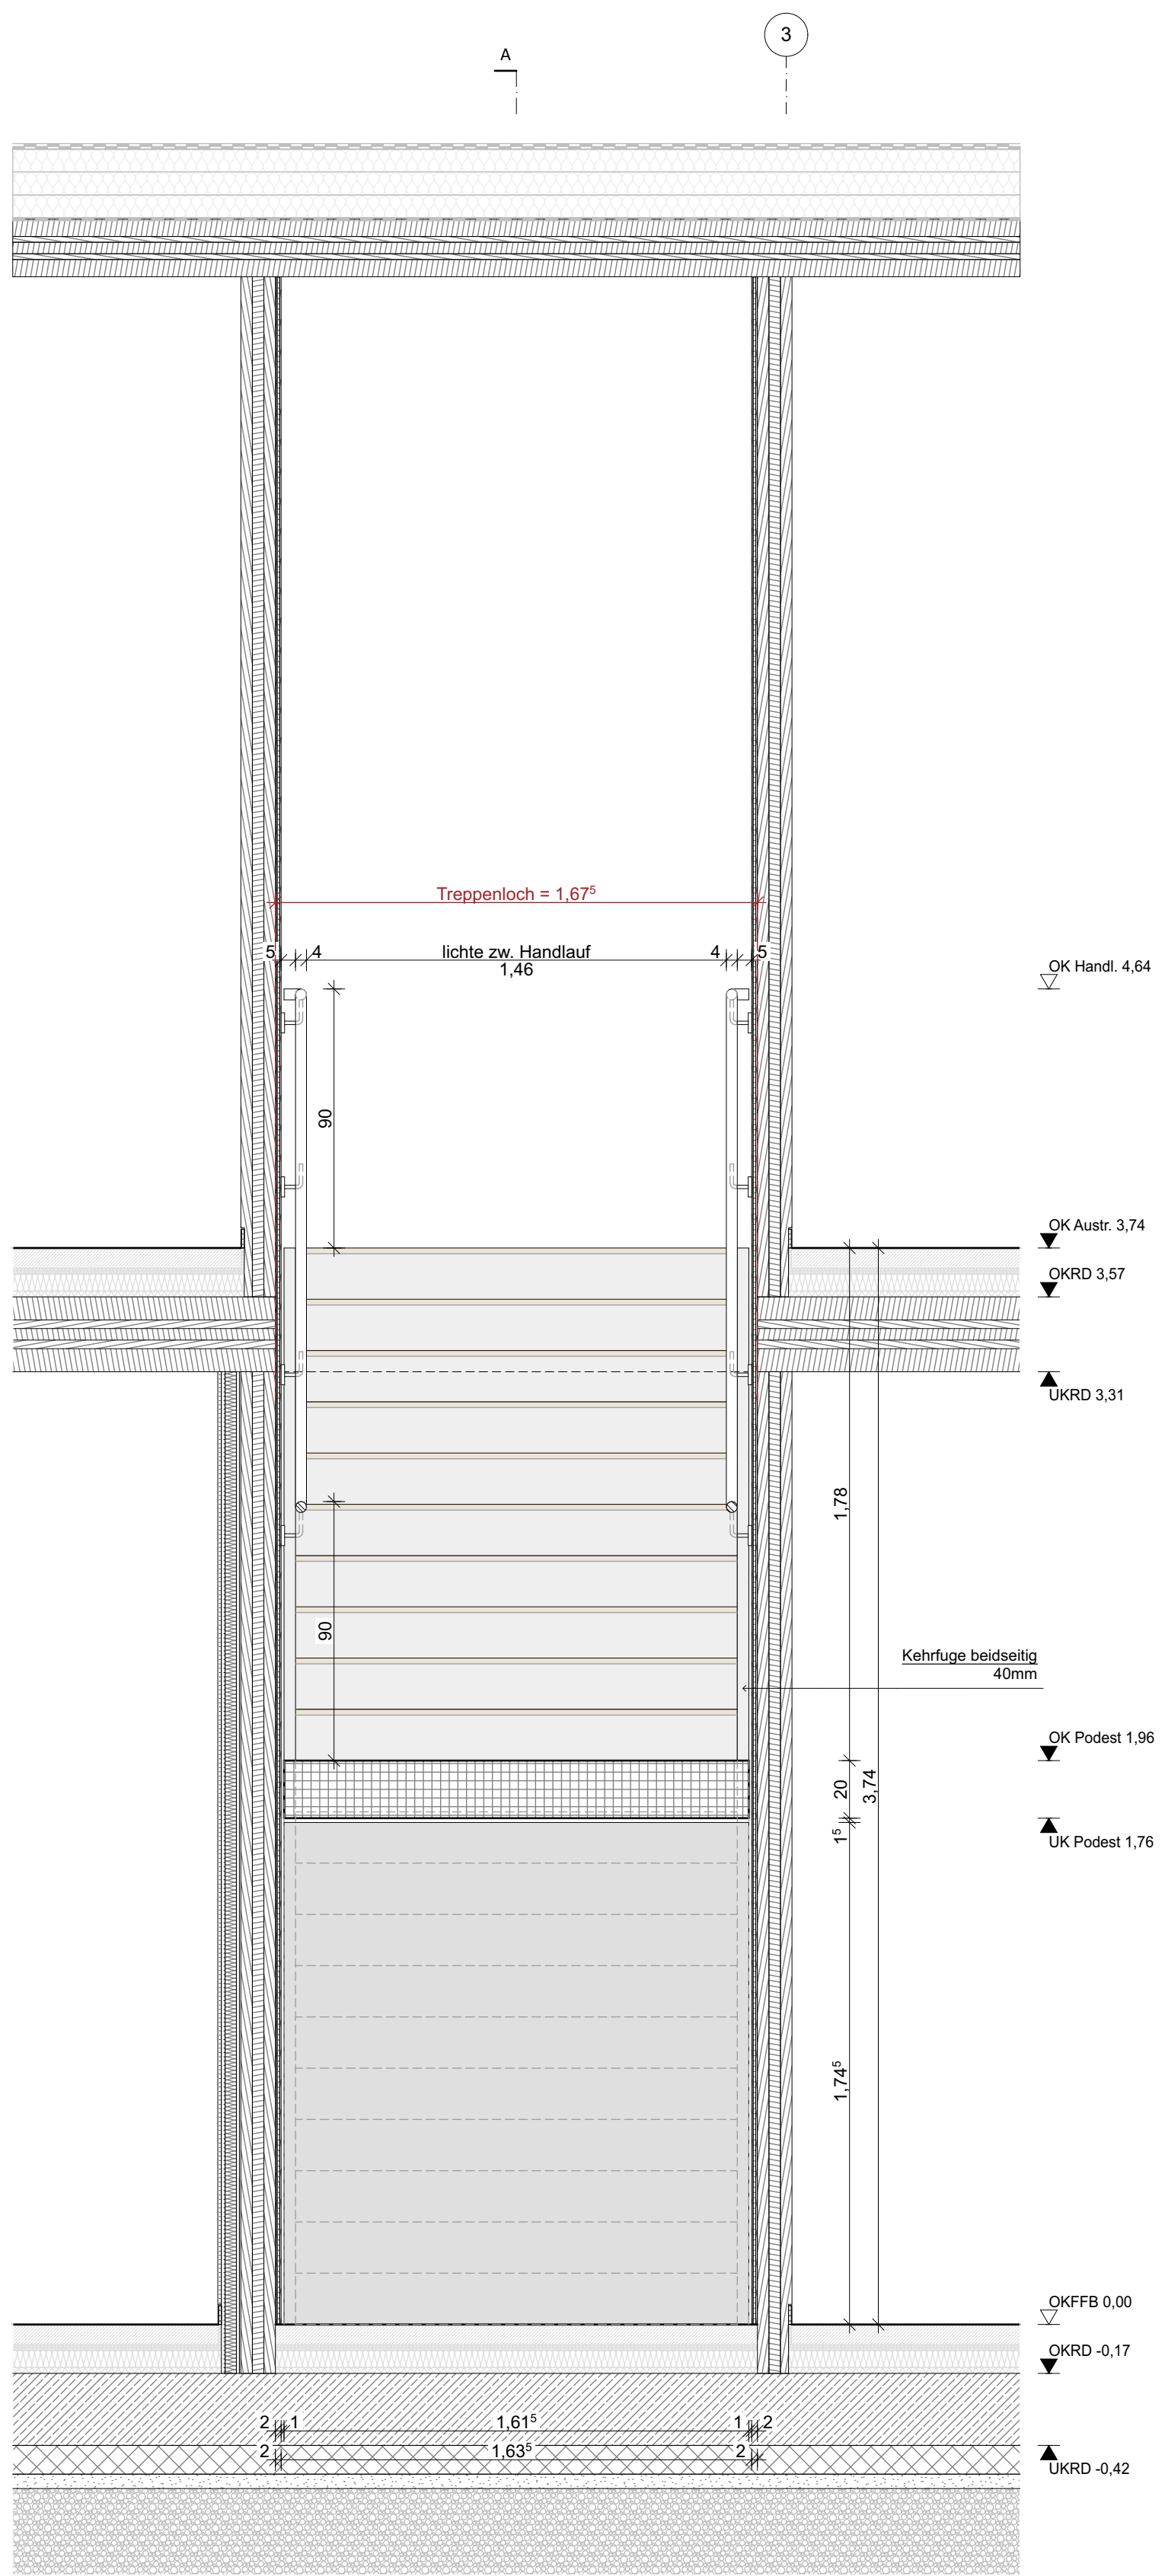 A
3
Treppenloch = 1,67⁵
5 4 lichte zw. Handlauf 4 5
1,46
OK Handl. 4,64
90
OK Austr. 3,74
OKRD 3,57
UKRD 3,31
1,78
90
Kehrfuge beidseitig
40mm
OK Podest 1,96
20
3,74
1⁵
UK Podest 1,76
1,74⁵
OKFFB 0,00
OKRD -0,17
2 1 1,61⁵ 1 2
2 1,63⁵ 2
UKRD -0,42